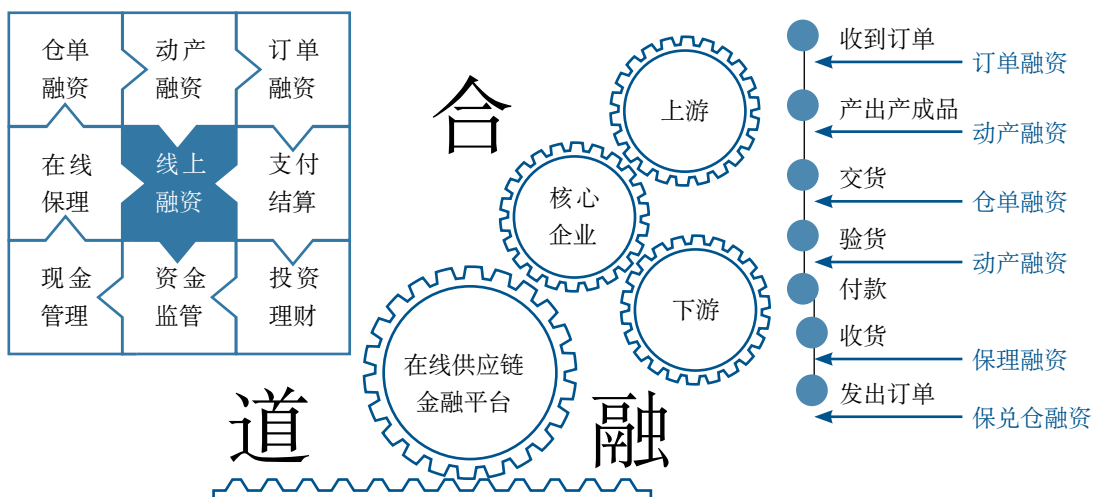 仓单
融资
动产
融资
订单
融资
在线
保理
线上
融资
支付
结算
现金
管理
资金
监管
投资
理财
合
道
融
上游
核心
企业
下游
在线供应链
金融平台
收到订单
订单融资
产出产成品
动产融资
交货
仓单融资
验货
动产融资
付款
收货
保理融资
发出订单
保兑仓融资